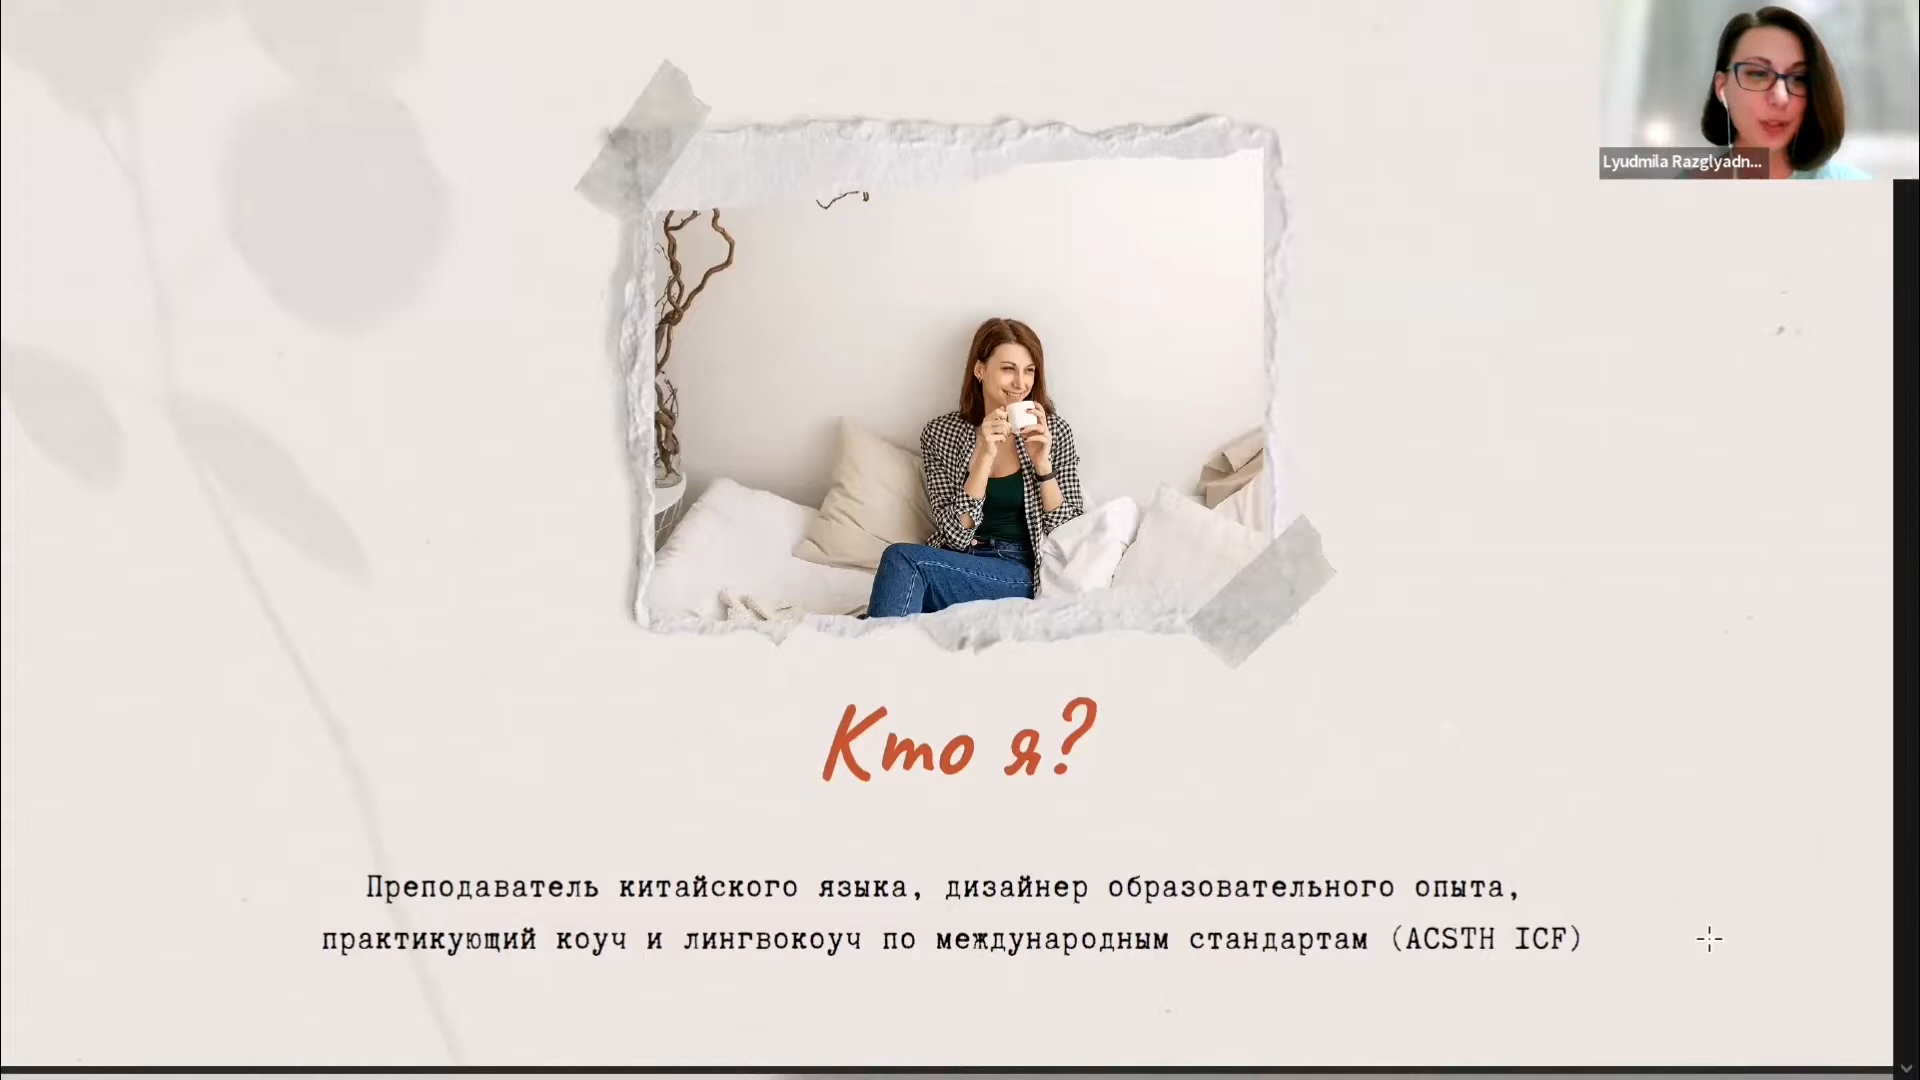 Lyudmila Razglyadn...
Кто я?
Преподаватель китайского языка, дизайнер образовательного опыта,
практикующий коуч и лингвокоуч по международным стандартам (ACSTH ICF)